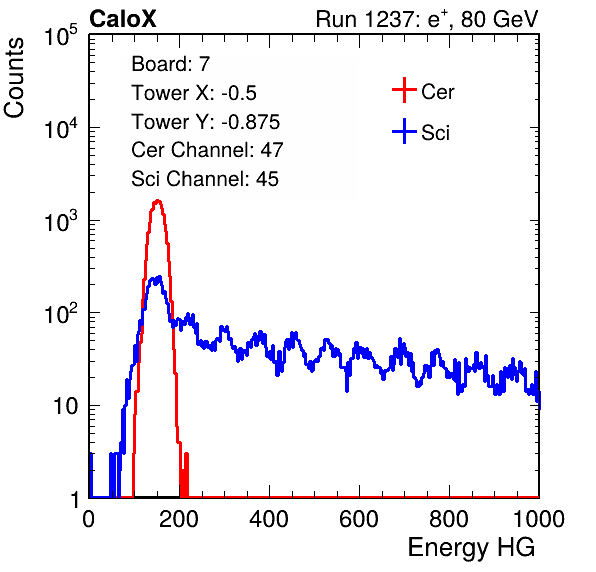 CaloX Run 1237: e⁺, 80 GeV
Board: 7
Tower X: -0.5
Tower Y: -0.875
Cer Channel: 47
Sci Channel: 45
Cer
Sci
Counts
10⁵
10⁴
10³
10²
10
1
0 200 400 600 800 1000
Energy HG